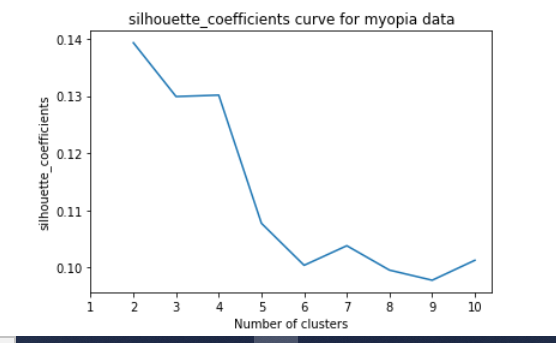 silhouette_coefficients curve for myopia data
0.14
0.13
0.12
0.11
0.10
silhouette_coefficients
1 2 3 4 5 6 7 8 9 10
Number of clusters